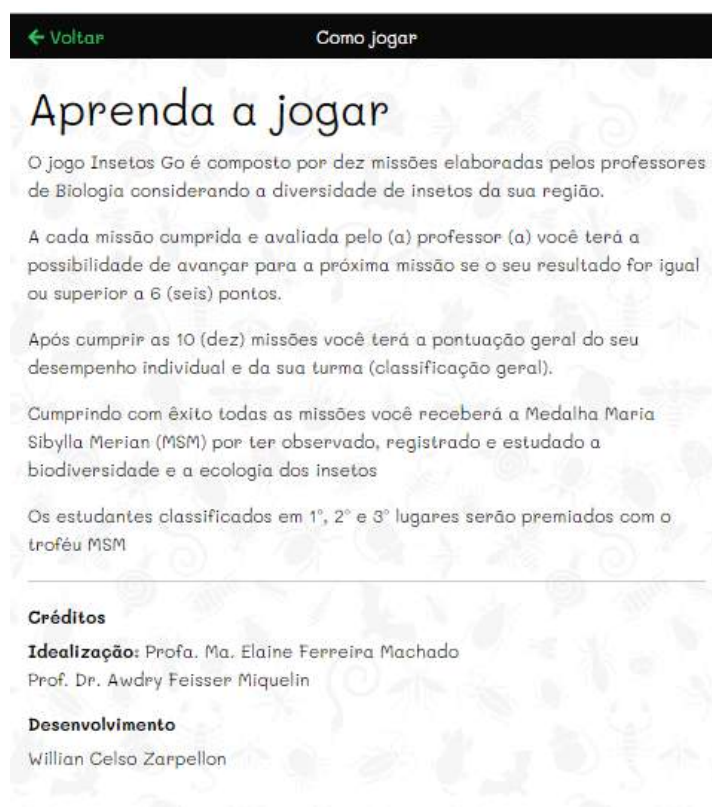 ← Voltar
Como jogar
Aprenda a jogar
O jogo Insetos Go é composto por dez missões elaboradas pelos professores
de Biologia considerando a diversidade de insetos da sua região.
A cada missão cumprida e avaliada pelo (a) professor (a) você terá a
possibilidade de avançar para a próxima missão se o seu resultado for igual
ou superior a 6 (seis) pontos.
Após cumprir as 10 (dez) missões você terá a pontuação geral do seu
desempenho individual e da sua turma (classificação geral).
Cumprindo com êxito todas as missões você receberá a Medalha Maria
Sibylla Merian (MSM) por ter observado, registrado e estudado a
biodiversidade e a ecologia dos insetos
Os estudantes classificados em 1°, 2° e 3° lugares serão premiados com o
troféu MSM
Créditos
Idealização: Profa. Ma. Elaine Ferreira Machado
Prof. Dr. Awdry Feisser Miquelin
Desenvolvimento
Willian Celso Zarpellon